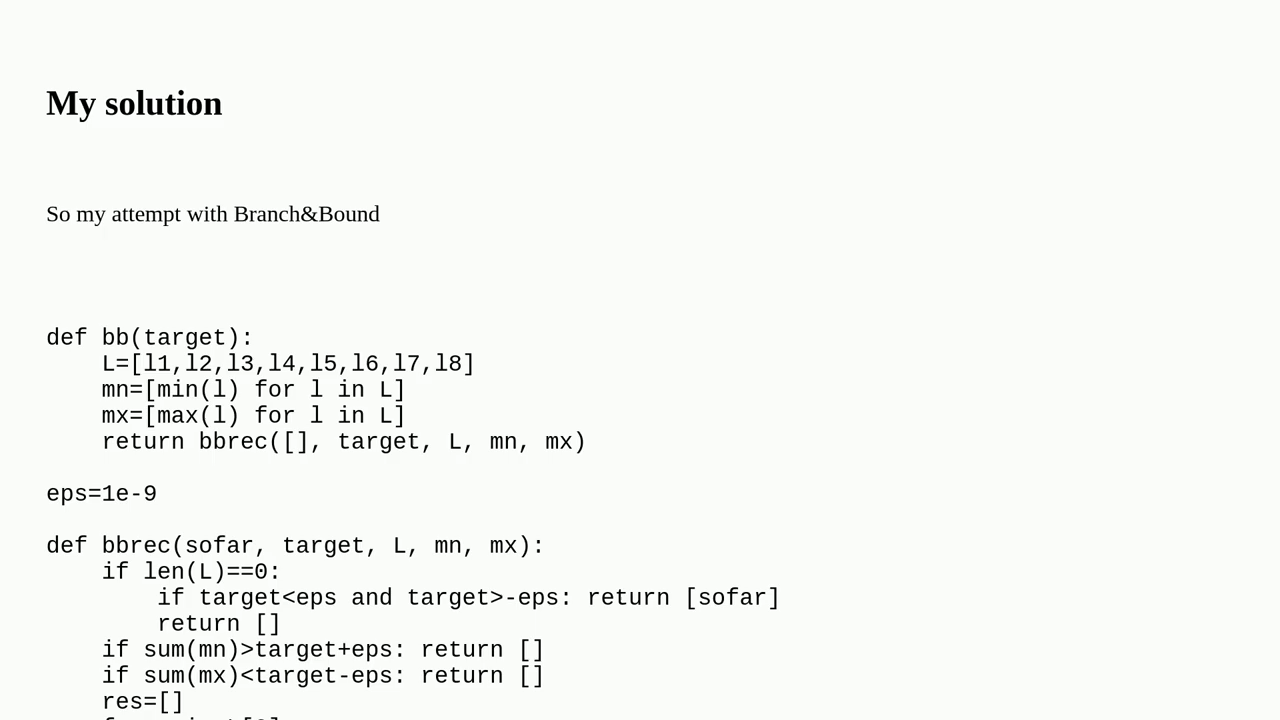 My solution
So my attempt with Branch&Bound
def bb(target):
    L=[l1,l2,l3,l4,l5,l6,l7,l8]
    mn=[min(l) for l in L]
    mx=[max(l) for l in L]
    return bbrec([], target, L, mn, mx)
eps=1e-9
def bbrec(sofar, target, L, mn, mx):
    if len(L)==0:
        if target<eps and target>-eps: return [sofar]
        return []
    if sum(mn)>target+eps: return []
    if sum(mx)<target-eps: return []
    res=[]